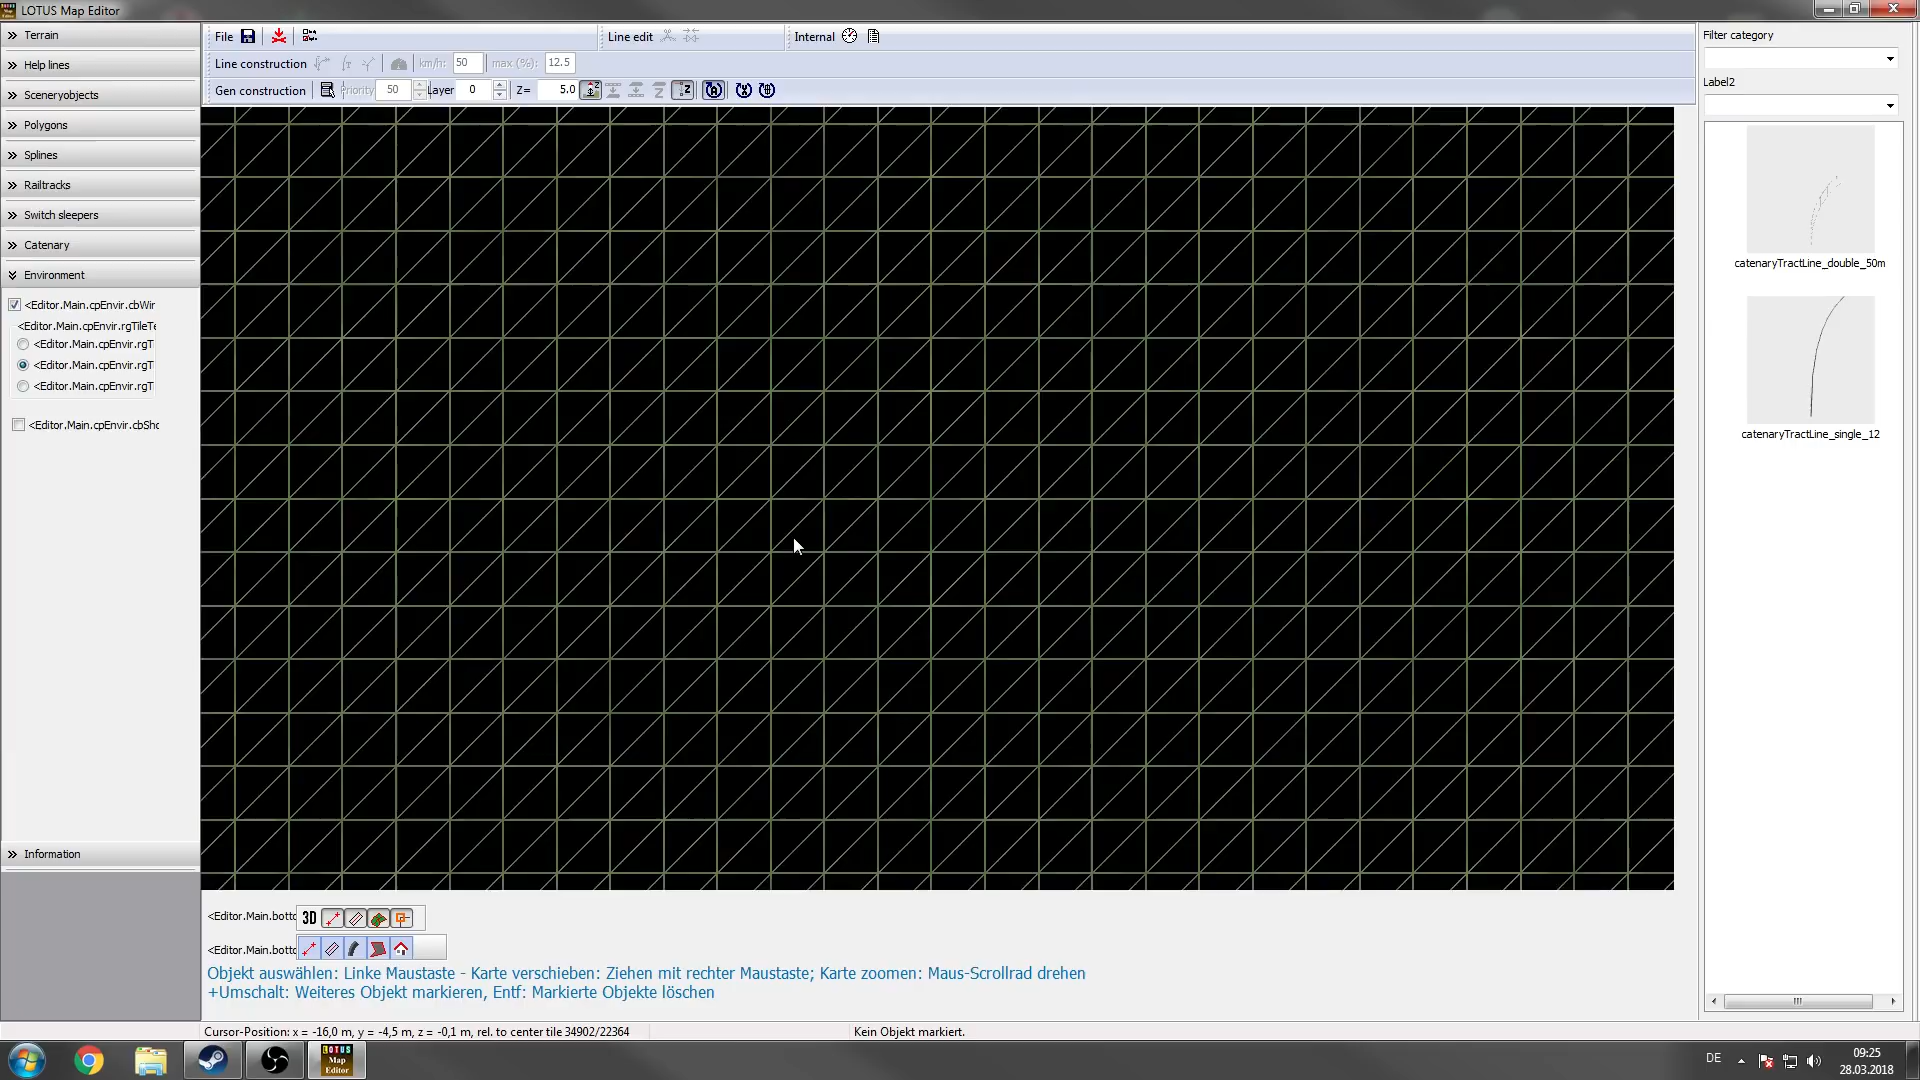 LOTUS Map Editor
Terrain
Help lines
Sceneryobjects
Polygons
Splines
Railtracks
Switch sleepers
Catenary
Environment
<Editor.Main.cpEnvir.cbWir
<Editor.Main.cpEnvir.rgTileTe
<Editor.Main.cpEnvir.rgT
<Editor.Main.cpEnvir.rgT
<Editor.Main.cpEnvir.rgT
<Editor.Main.cpEnvir.cbSho
Information
File
Line edit
Internal
Line construction
km/h: 50
max.(%): 12.5
Gen construction
Priority 50
Layer 0
Z= 5.0
Filter category
Label2
catenaryTractLine_double_50m
catenaryTractLine_single_12
<Editor.Main.botto
3D
<Editor.Main.botto
Objekt auswählen: Linke Maustaste - Karte verschieben: Ziehen mit rechter Maustaste; Karte zoomen: Maus-Scrollrad drehen
+Umschalt: Weiteres Objekt markieren, Entf: Markierte Objekte löschen
Cursor-Position: x = -16,0 m, y = -4,5 m, z = -0,1 m, rel. to center tile 34902/22364
Kein Objekt markiert.
LOTUS
Map
Editor
DE
09:25
28.03.2018